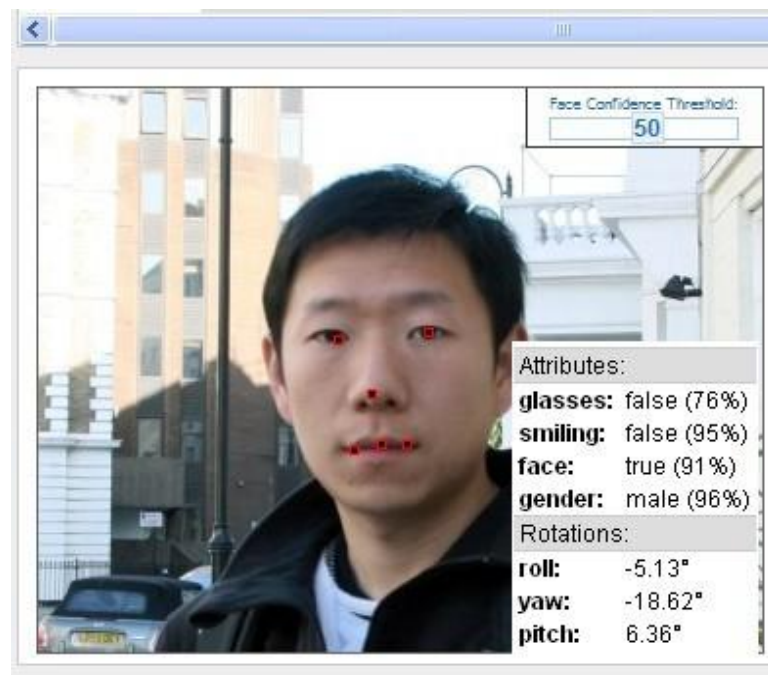 Face Confidence Threshold:
50
Attributes:
glasses: false (76%)
smiling: false (95%)
face: true (91%)
gender: male (96%)
Rotations:
roll: -5.13°
yaw: -18.62°
pitch: 6.36°